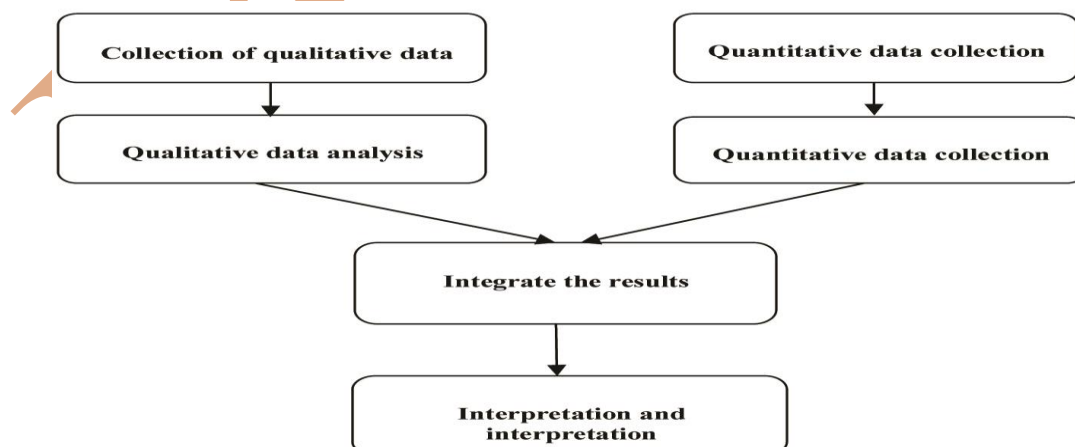 Collection of qualitative data
Quantitative data collection
Qualitative data analysis
Quantitative data collection
Integrate the results
Interpretation and
interpretation